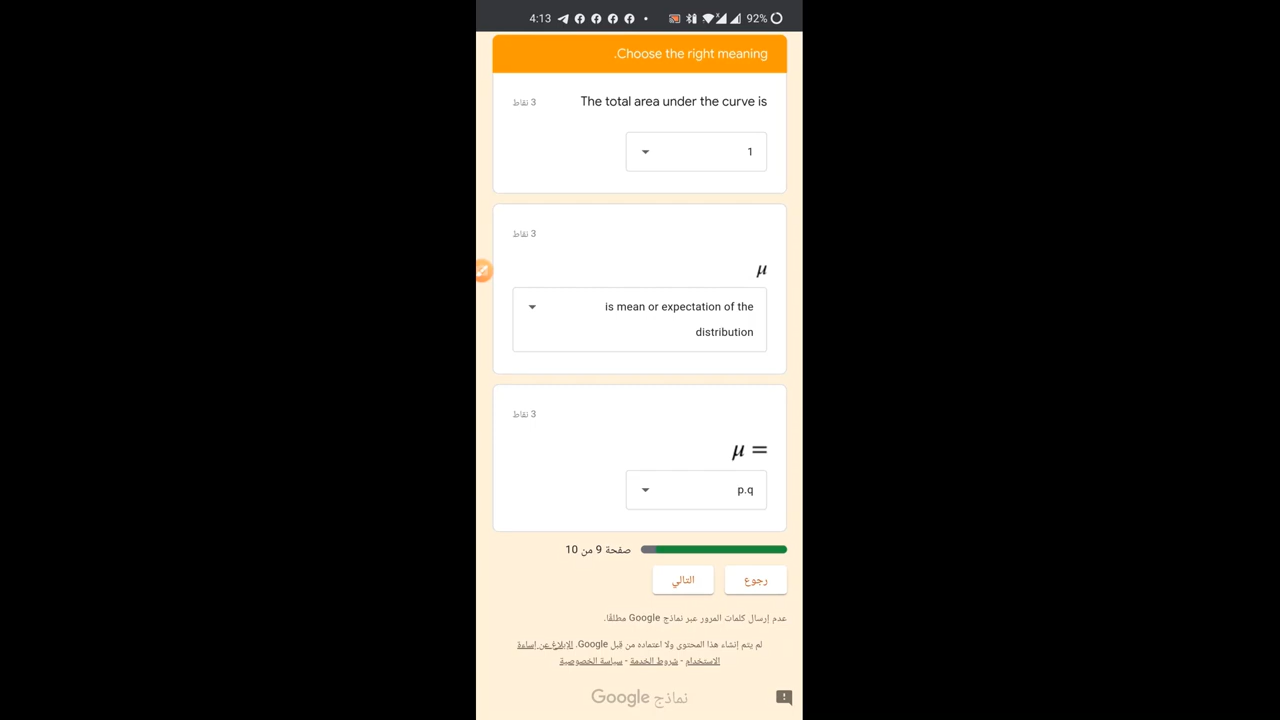 4:13 92%
.Choose the right meaning
The total area under the curve is
3 نقاط
1
3 نقاط
μ
is mean or expectation of the
distribution
3 نقاط
μ =
p.q
صفحة 9 من 10
رجوع
التالي
عدم إرسال كلمات المرور عبر نماذج Google مطلقًا.
لم يتم إنشاء هذا المحتوى ولا اعتماده من قِبل Google. الإبلاغ عن إساءة
الاستخدام - شروط الخدمة - سياسة الخصوصية
نماذج Google